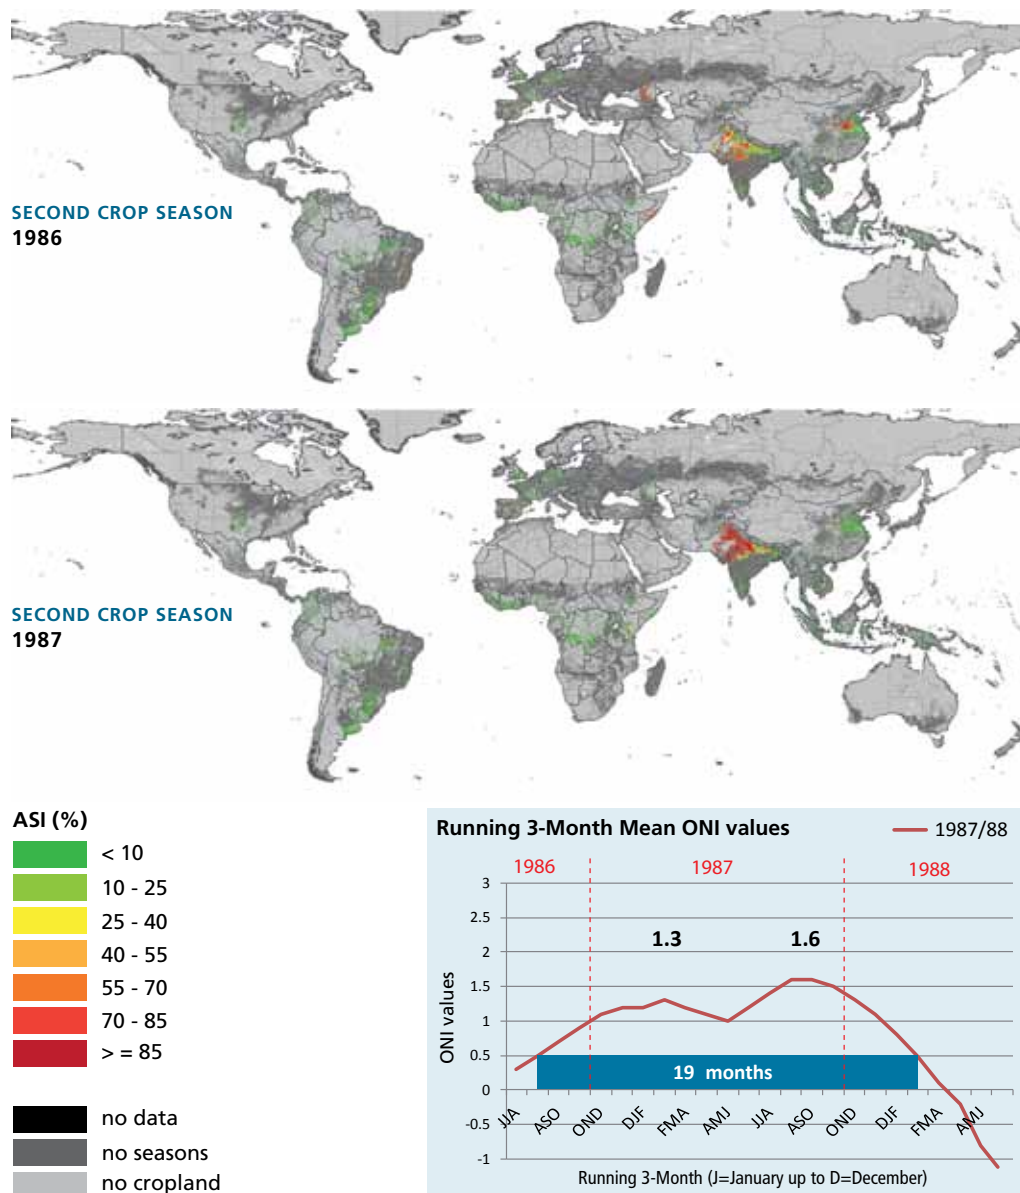 SECOND CROP SEASON
1986
SECOND CROP SEASON
1987
ASI (%)
< 10
10 - 25
25 - 40
40 - 55
55 - 70
70 - 85
> = 85
no data
no seasons
no cropland
Running 3-Month Mean ONI values
1987/88
1986 1987 1988
3
2.5
2
1.5
1
0.5
0
-0.5
-1
ONI values
1.3 1.6
19 months
JJA ASO OND DJF FMA AMJ JJA ASO OND DJF FMA AMJ
Running 3-Month (J=January up to D=December)